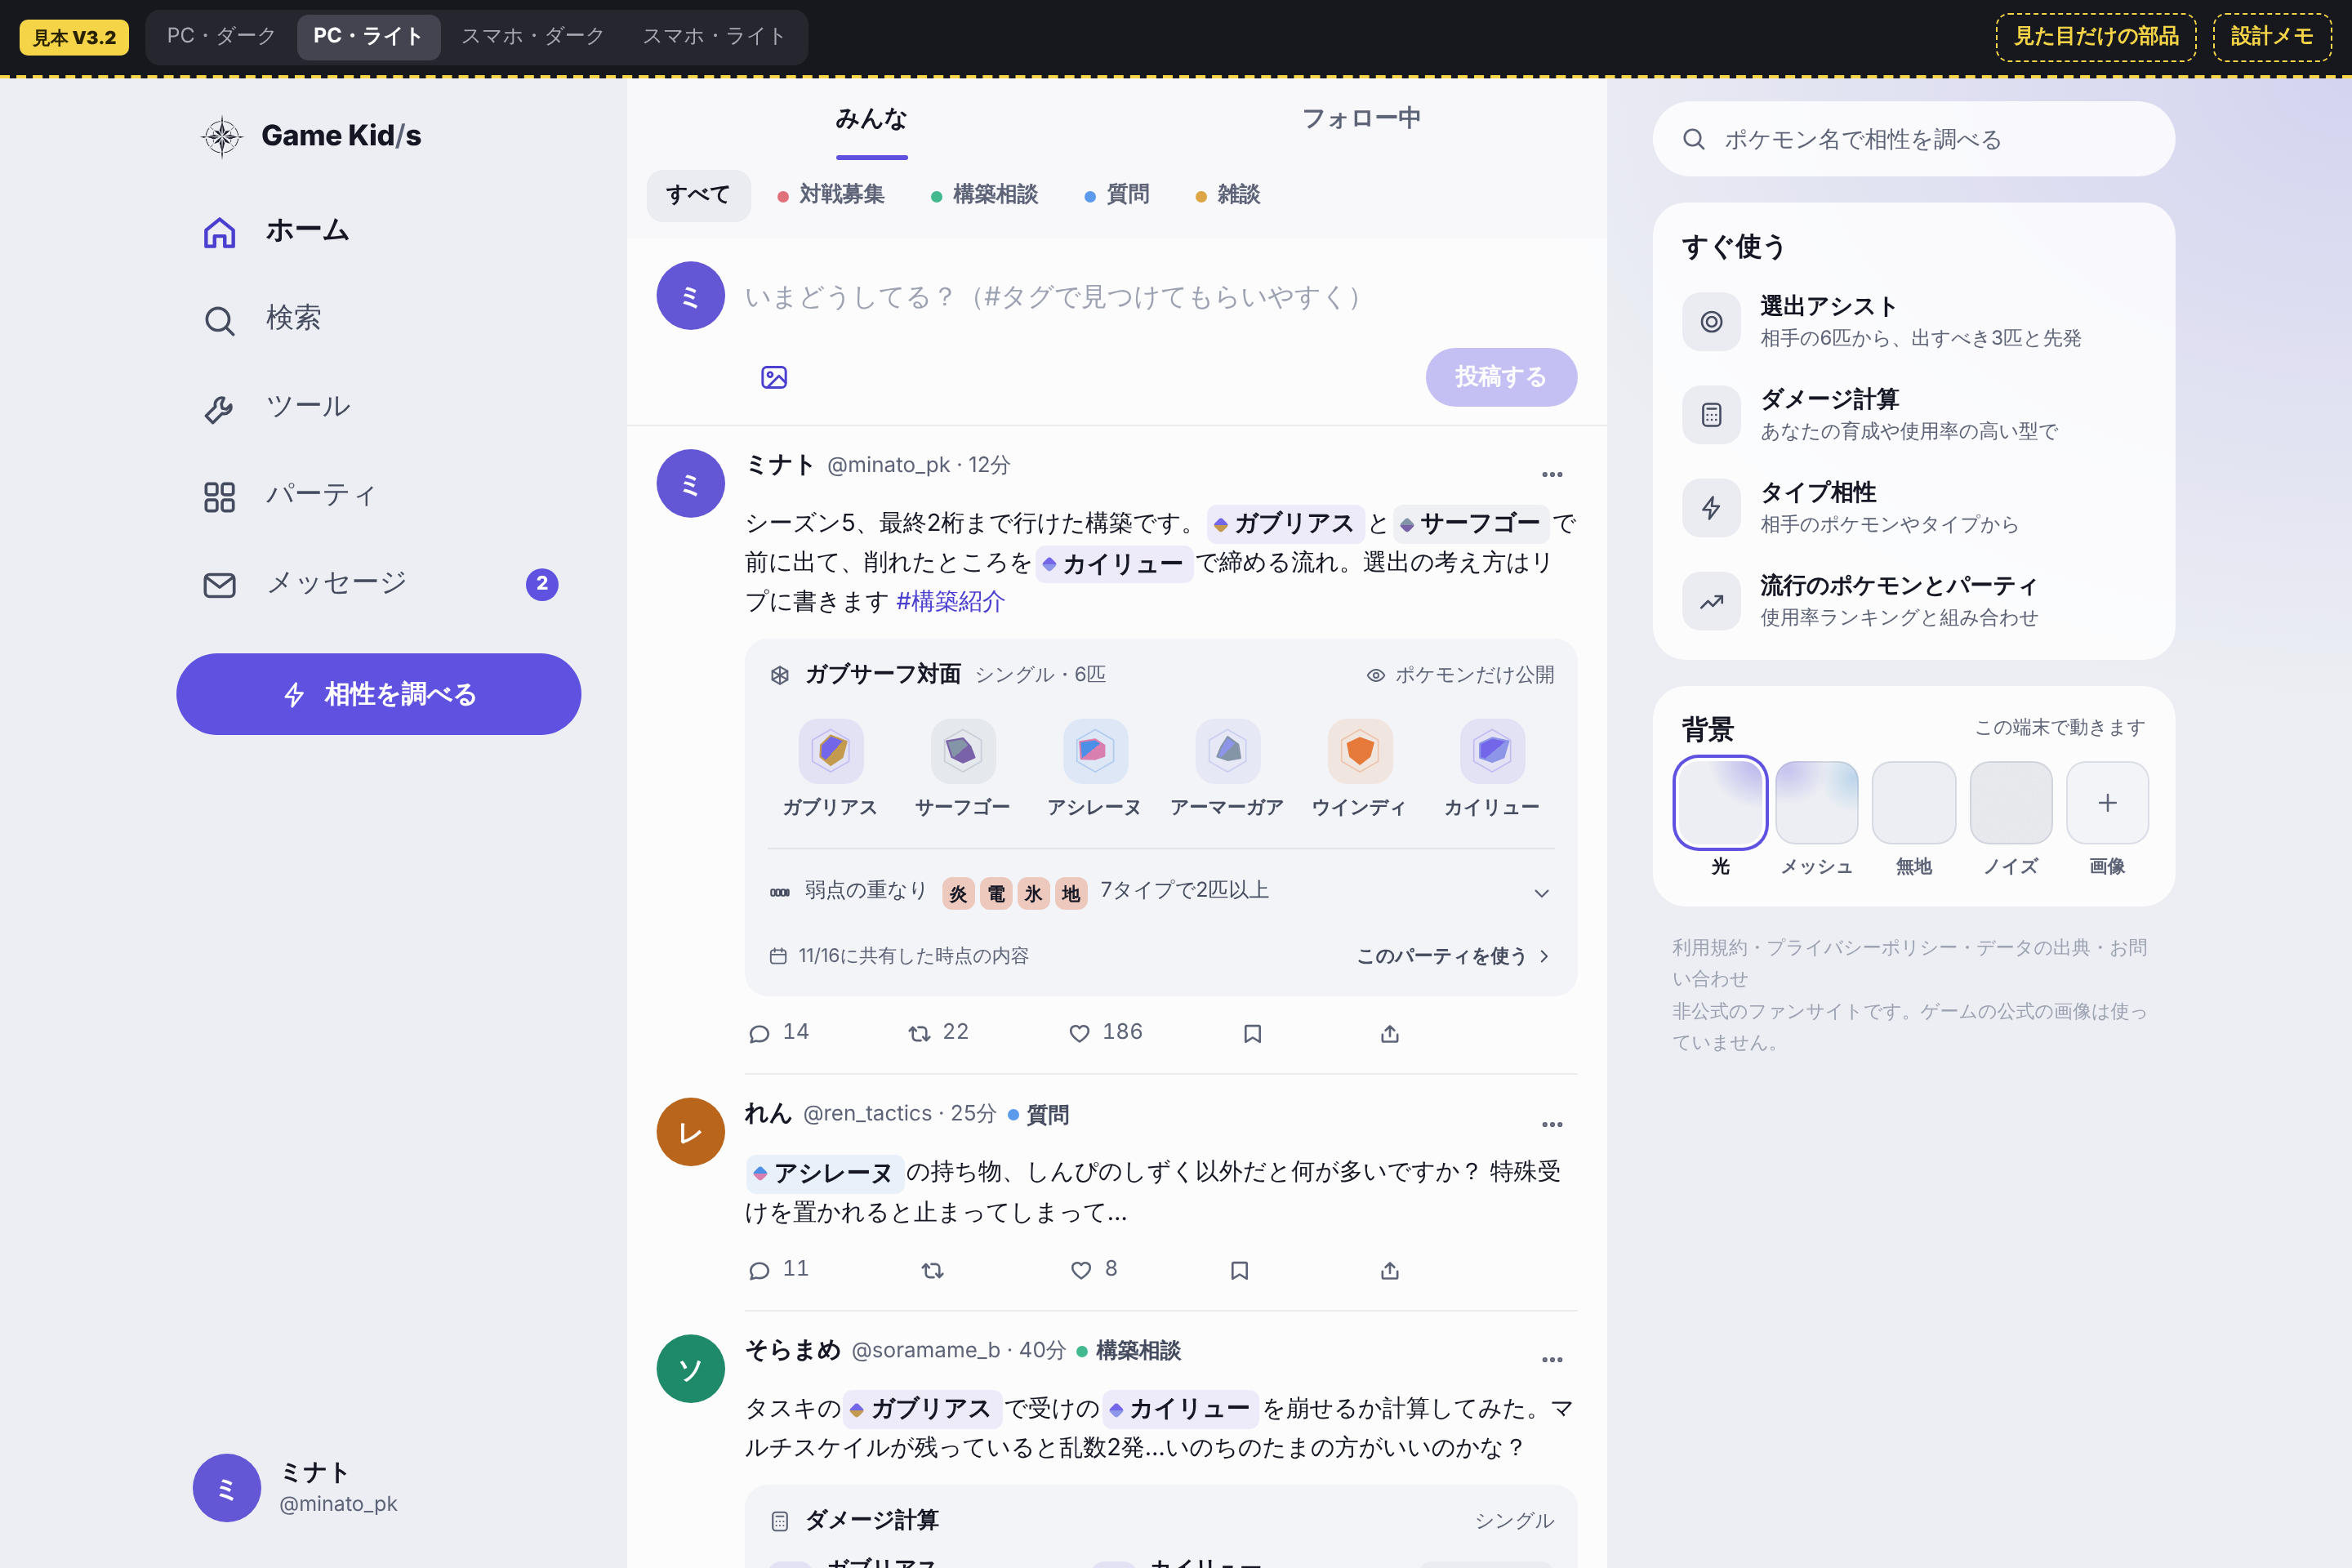 見本 V3.2
PC・ダーク
PC・ライト
スマホ・ダーク
スマホ・ライト
見た目だけの部品
設計メモ
Game Kid/s
ホーム
検索
ツール
パーティ
メッセージ
2
相性を調べる
ミ
ミナト
@minato_pk
みんな
フォロー中
すべて
対戦募集
構築相談
質問
雑談
ミ
いまどうしてる？（#タグで見つけてもらいやすく）
投稿する
ミ
ミナト @minato_pk · 12分
シーズン5、最終2桁まで行けた構築です。 ガブリアス と サーフゴー で
前に出て、削れたところを カイリュー で締める流れ。選出の考え方はリ
プに書きます #構築紹介
ガブサーフ対面 シングル・6匹
ポケモンだけ公開
ガブリアス
サーフゴー
アシレーヌ
アーマーガア
ウインディ
カイリュー
弱点の重なり 炎 電 氷 地 7タイプで2匹以上
11/16に共有した時点の内容
このパーティを使う
14
22
186
レ
れん @ren_tactics · 25分 質問
アシレーヌ の持ち物、しんぴのしずく以外だと何が多いですか？ 特殊受
けを置かれると止まってしまって…
11
8
ソ
そらまめ @soramame_b · 40分 構築相談
タスキの ガブリアス で受けの カイリュー を崩せるか計算してみた。マ
ルチスケイルが残っていると乱数2発…いのちのたまの方がいいのかな？
ダメージ計算
シングル
ガブリアス
カイリュー
ポケモン名で相性を調べる
すぐ使う
選出アシスト
相手の6匹から、出すべき3匹と先発
ダメージ計算
あなたの育成や使用率の高い型で
タイプ相性
相手のポケモンやタイプから
流行のポケモンとパーティ
使用率ランキングと組み合わせ
背景
この端末で動きます
光
メッシュ
無地
ノイズ
画像
利用規約・プライバシーポリシー・データの出典・お問
い合わせ
非公式のファンサイトです。ゲームの公式の画像は使っ
ていません。